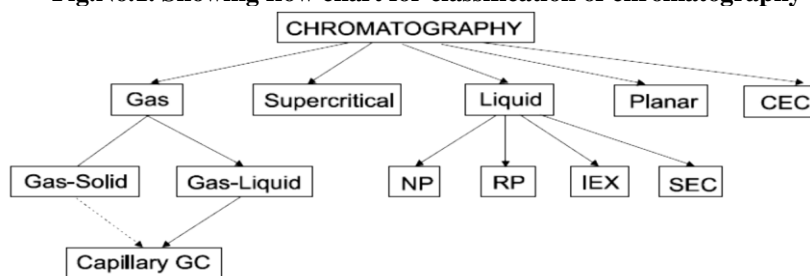 Fig.No.1: Showing flow chart for classification of chromatography
CHROMATOGRAPHY
Gas
Supercritical
Liquid
Planar
CEC
Gas-Solid
Gas-Liquid
NP
RP
IEX
SEC
Capillary GC